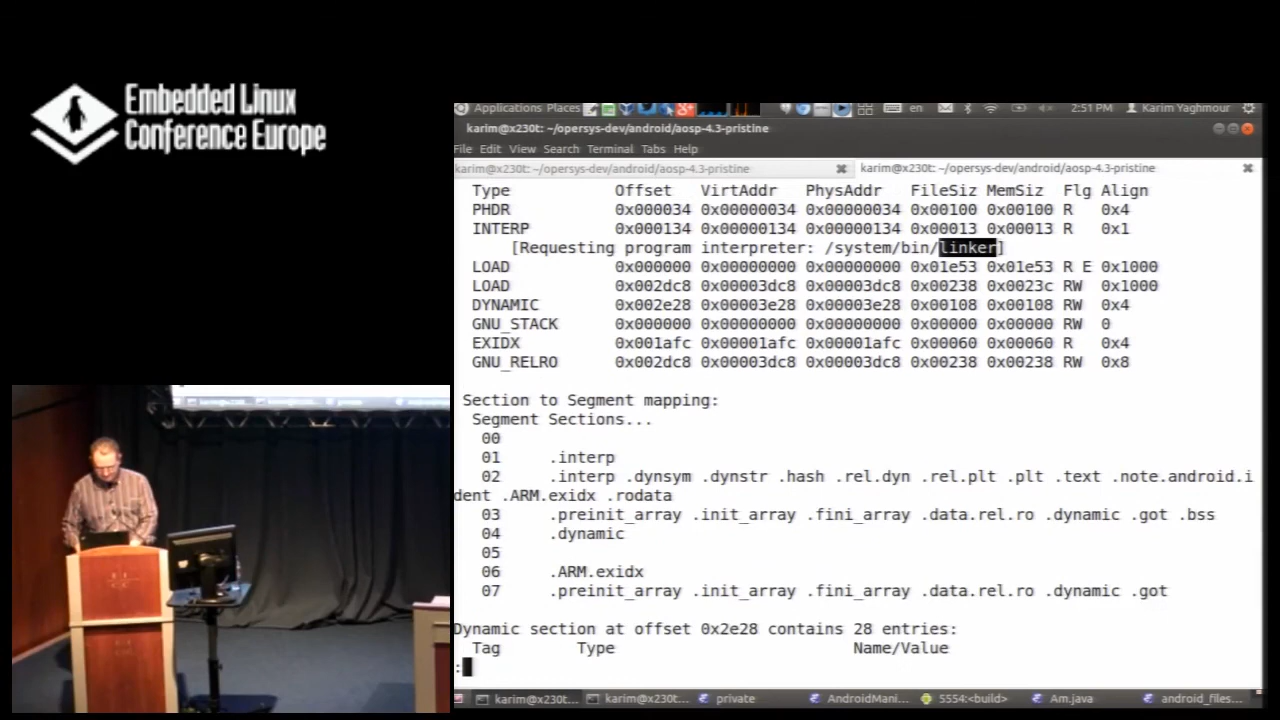 Embedded Linux
Conference Europe
Applications Places en 2:51 PM Karim Yaghmour
karim@x230t: ~/opersys-dev/android/aosp-4.3-pristine
File Edit View Search Terminal Tabs Help
karim@x230t: ~/opersys-dev/android/aosp-4.3-pristine karim@x230t: ~/opersys-dev/android/aosp-4.3-pristine
Type Offset VirtAddr PhysAddr FileSiz MemSiz Flg Align
PHDR 0x000034 0x00000034 0x00000034 0x00100 0x00100 R 0x4
INTERP 0x000134 0x00000134 0x00000134 0x00013 0x00013 R 0x1
[Requesting program interpreter: /system/bin/linker]
LOAD 0x000000 0x00000000 0x00000000 0x01e53 0x01e53 R E 0x1000
LOAD 0x002dc8 0x00003dc8 0x00003dc8 0x00238 0x0023c RW 0x1000
DYNAMIC 0x002e28 0x00003e28 0x00003e28 0x00108 0x00108 RW 0x4
GNU_STACK 0x000000 0x00000000 0x00000000 0x00000 0x00000 RW 0
EXIDX 0x001afc 0x00001afc 0x00001afc 0x00060 0x00060 R 0x4
GNU_RELRO 0x002dc8 0x00003dc8 0x00003dc8 0x00238 0x00238 RW 0x8
Section to Segment mapping:
Segment Sections...
00
01 .interp
02 .interp .dynsym .dynstr .hash .rel.dyn .rel.plt .plt .text .note.android.i
dent .ARM.exidx .rodata
03 .preinit_array .init_array .fini_array .data.rel.ro .dynamic .got .bss
04 .dynamic
05
06 .ARM.exidx
07 .preinit_array .init_array .fini_array .data.rel.ro .dynamic .got
Dynamic section at offset 0x2e28 contains 28 entries:
Tag Type Name/Value
:
karim@x230t... karim@x230t... private AndroidMani... 5554:<build> Am.java android_files...